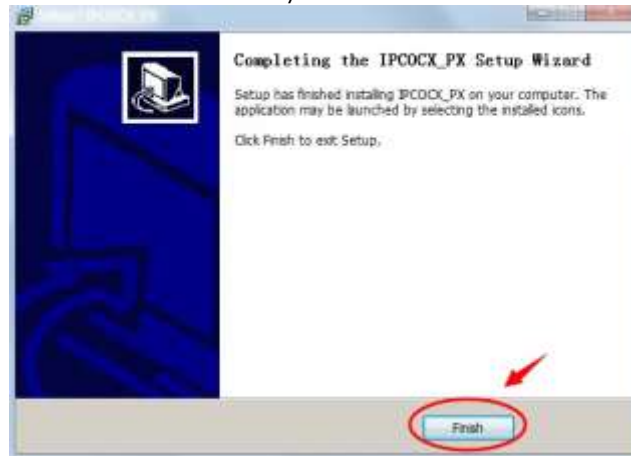 Completing the IPCOCX_PX Setup Wizard
Setup has finished installing IPCOCX_PX on your computer. The
application may be launched by selecting the installed icons.
Click Finish to exit Setup.
Finish